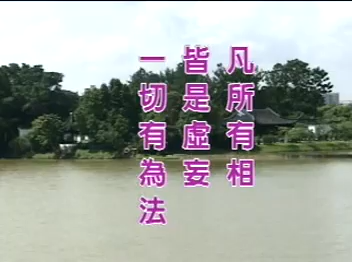 凡所有相
皆是虛妄
一切有為法